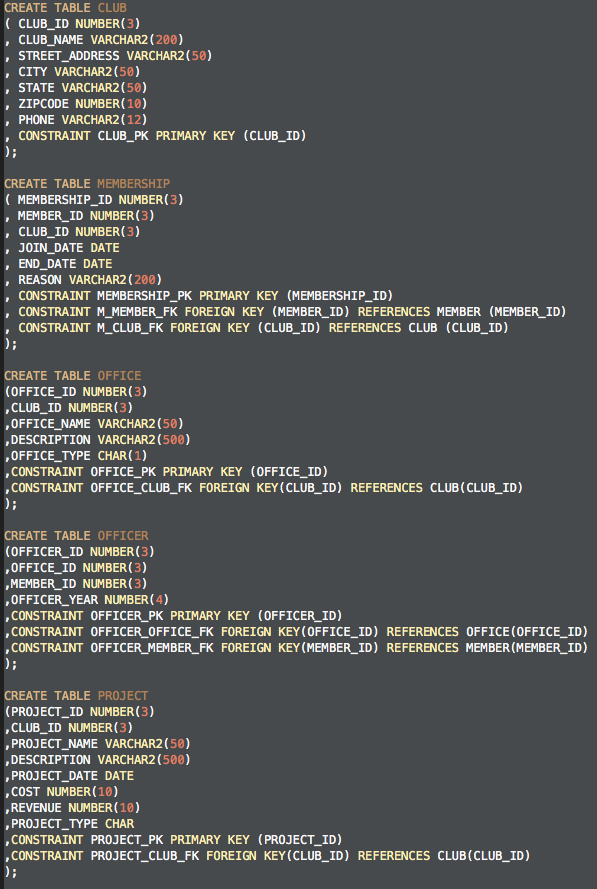 CREATE TABLE CLUB
( CLUB_ID NUMBER(3)
, CLUB_NAME VARCHAR2(200)
, STREET_ADDRESS VARCHAR2(50)
, CITY VARCHAR2(50)
, STATE VARCHAR2(50)
, ZIPCODE NUMBER(10)
, PHONE VARCHAR2(12)
, CONSTRAINT CLUB_PK PRIMARY KEY (CLUB_ID)
);
CREATE TABLE MEMBERSHIP
( MEMBERSHIP_ID NUMBER(3)
, MEMBER_ID NUMBER(3)
, CLUB_ID NUMBER(3)
, JOIN_DATE DATE
, END_DATE DATE
, REASON VARCHAR2(200)
, CONSTRAINT MEMBERSHIP_PK PRIMARY KEY (MEMBERSHIP_ID)
, CONSTRAINT M_MEMBER_FK FOREIGN KEY (MEMBER_ID) REFERENCES MEMBER (MEMBER_ID)
, CONSTRAINT M_CLUB_FK FOREIGN KEY (CLUB_ID) REFERENCES CLUB (CLUB_ID)
);
CREATE TABLE OFFICE
(OFFICE_ID NUMBER(3)
,CLUB_ID NUMBER(3)
,OFFICE_NAME VARCHAR2(50)
,DESCRIPTION VARCHAR2(500)
,OFFICE_TYPE CHAR(1)
,CONSTRAINT OFFICE_PK PRIMARY KEY (OFFICE_ID)
,CONSTRAINT OFFICE_CLUB_FK FOREIGN KEY(CLUB_ID) REFERENCES CLUB(CLUB_ID)
);
CREATE TABLE OFFICER
(OFFICER_ID NUMBER(3)
,OFFICE_ID NUMBER(3)
,MEMBER_ID NUMBER(3)
,OFFICER_YEAR NUMBER(4)
,CONSTRAINT OFFICER_PK PRIMARY KEY (OFFICER_ID)
,CONSTRAINT OFFICER_OFFICE_FK FOREIGN KEY(OFFICE_ID) REFERENCES OFFICE(OFFICE_ID)
,CONSTRAINT OFFICER_MEMBER_FK FOREIGN KEY(MEMBER_ID) REFERENCES MEMBER(MEMBER_ID)
);
CREATE TABLE PROJECT
(PROJECT_ID NUMBER(3)
,CLUB_ID NUMBER(3)
,PROJECT_NAME VARCHAR2(50)
,DESCRIPTION VARCHAR2(500)
,PROJECT_DATE DATE
,COST NUMBER(10)
,REVENUE NUMBER(10)
,PROJECT_TYPE CHAR
,CONSTRAINT PROJECT_PK PRIMARY KEY (PROJECT_ID)
,CONSTRAINT PROJECT_CLUB_FK FOREIGN KEY(CLUB_ID) REFERENCES CLUB(CLUB_ID)
);